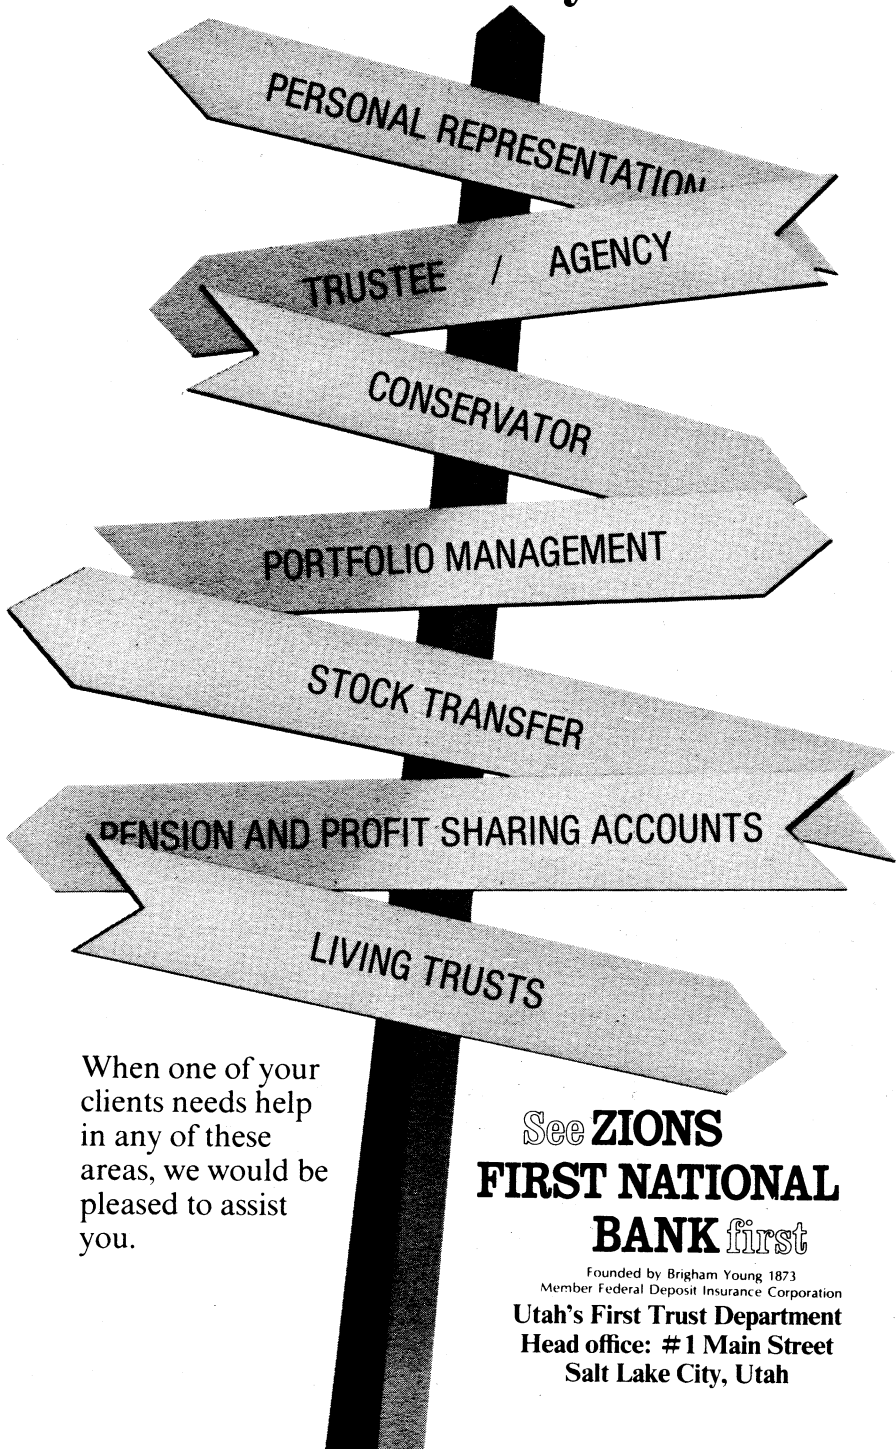 PERSONAL REPRESENTATION
TRUSTEE / AGENCY
CONSERVATOR
PORTFOLIO MANAGEMENT
STOCK TRANSFER
PENSION AND PROFIT SHARING ACCOUNTS
LIVING TRUSTS
When one of your
clients needs help
in any of these
areas, we would be
pleased to assist
you.
See ZIONS
FIRST NATIONAL
BANK first
Founded by Brigham Young 1873
Member Federal Deposit Insurance Corporation
Utah's First Trust Department
Head office: #1 Main Street
Salt Lake City, Utah